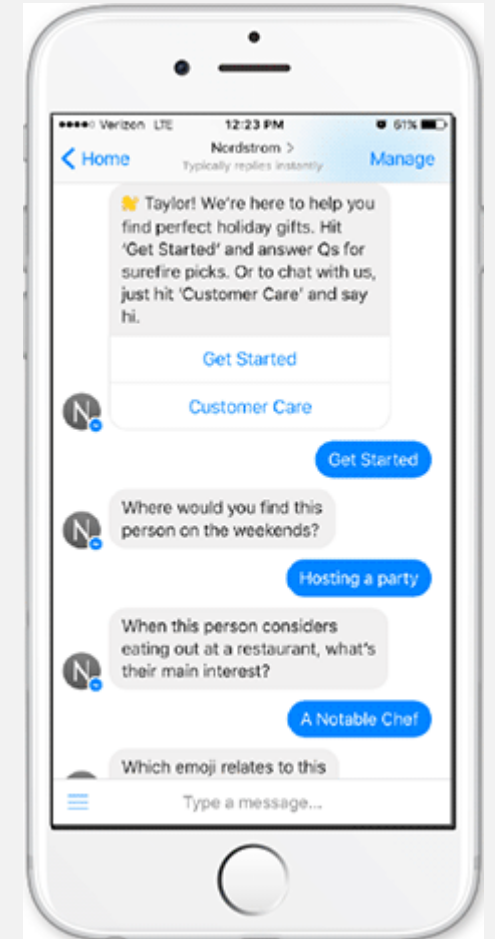 Verizon LTE 12:23 PM 61%
Home Nordstrom > Manage
Typically replies instantly
👋 Taylor! We're here to help you
find perfect holiday gifts. Hit
'Get Started' and answer Qs for
surefire picks. Or to chat with us,
just hit 'Customer Care' and say
hi.
Get Started
Customer Care
N
Get Started
Where would you find this
person on the weekends?
N
Hosting a party
When this person considers
eating out at a restaurant, what's
their main interest?
N
A Notable Chef
Which emoji relates to this
Type a message...